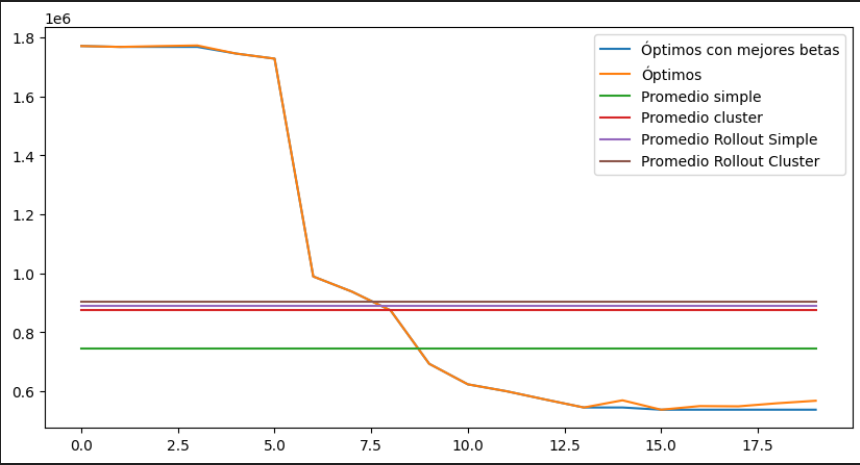 1e6
1.8
1.6
1.4
1.2
1.0
0.8
0.6
0.0 2.5 5.0 7.5 10.0 12.5 15.0 17.5
Óptimos con mejores betas
Óptimos
Promedio simple
Promedio cluster
Promedio Rollout Simple
Promedio Rollout Cluster